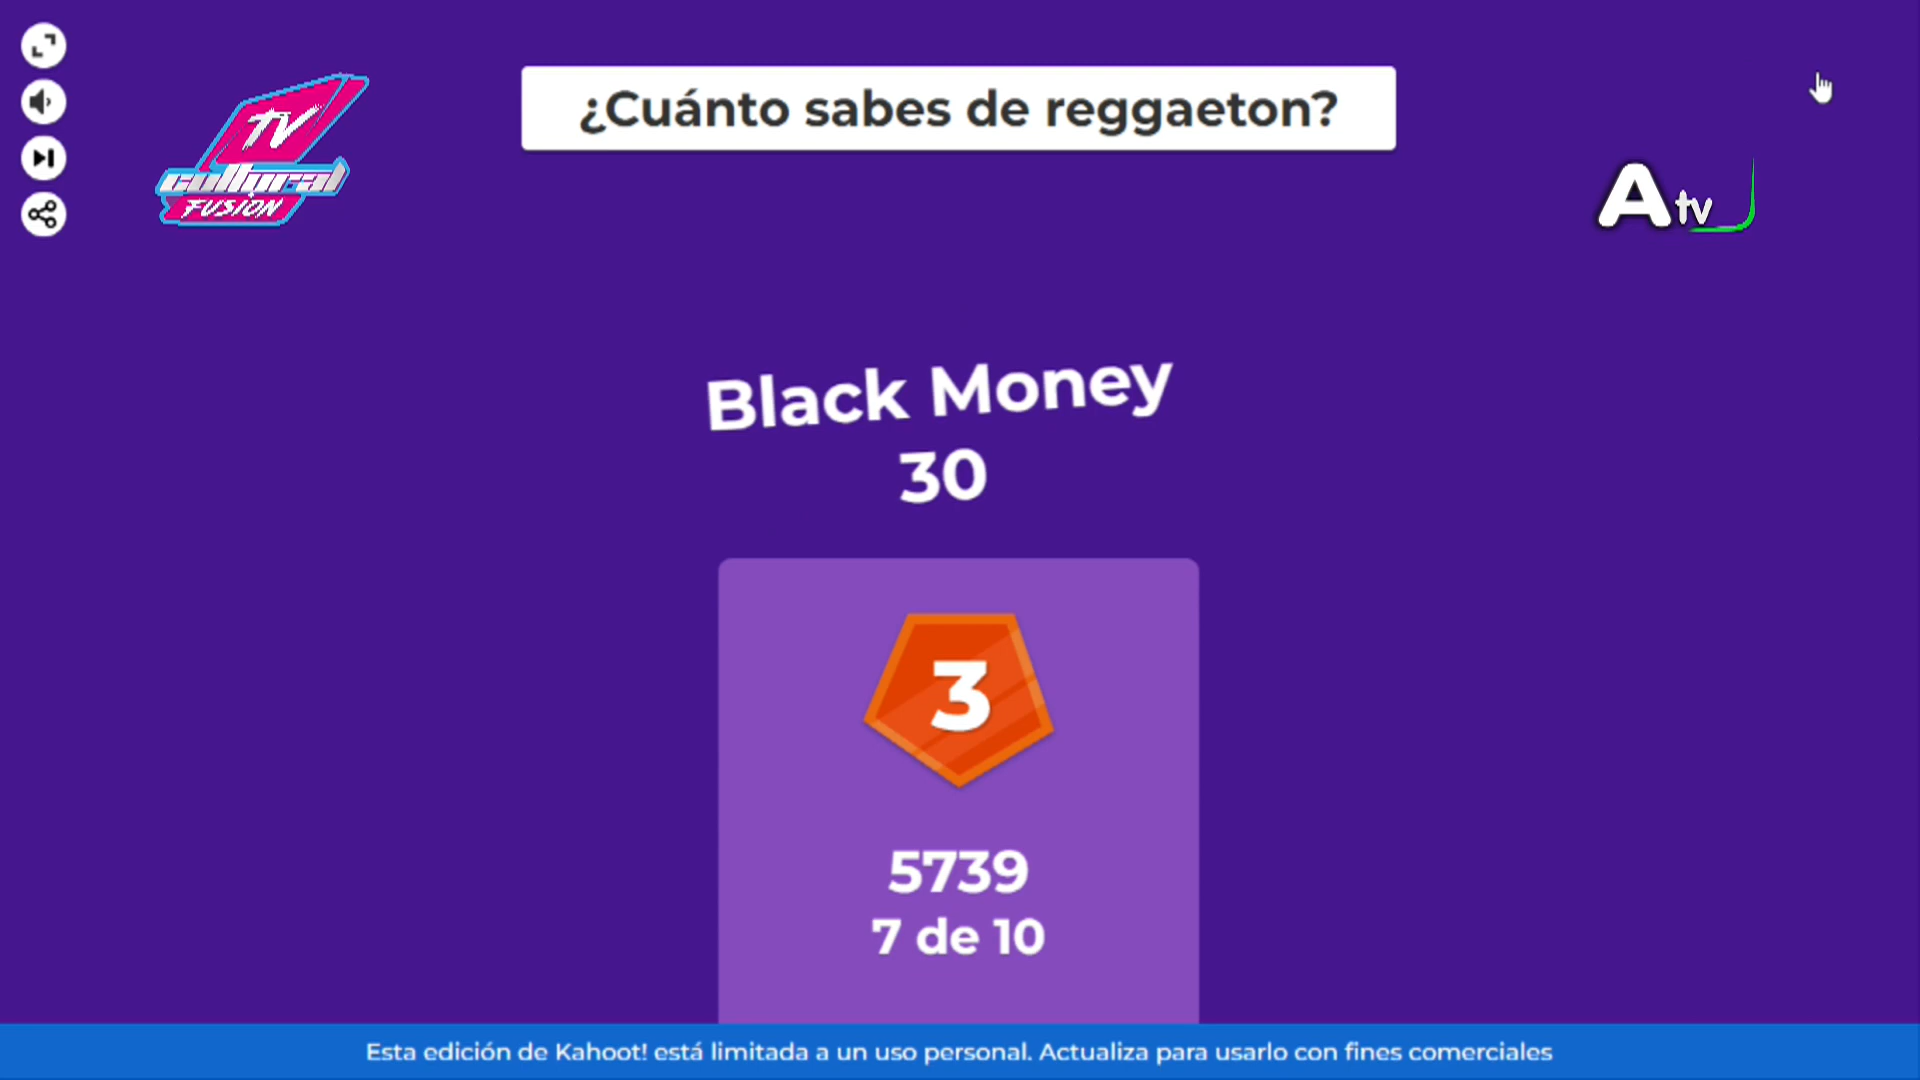 ¿Cuánto sabes de reggaeton?
TV
cultural
FUSIÓN
Atv
Black Money
30
3
5739
7 de 10
Esta edición de Kahoot! está limitada a un uso personal. Actualiza para usarlo con fines comerciales